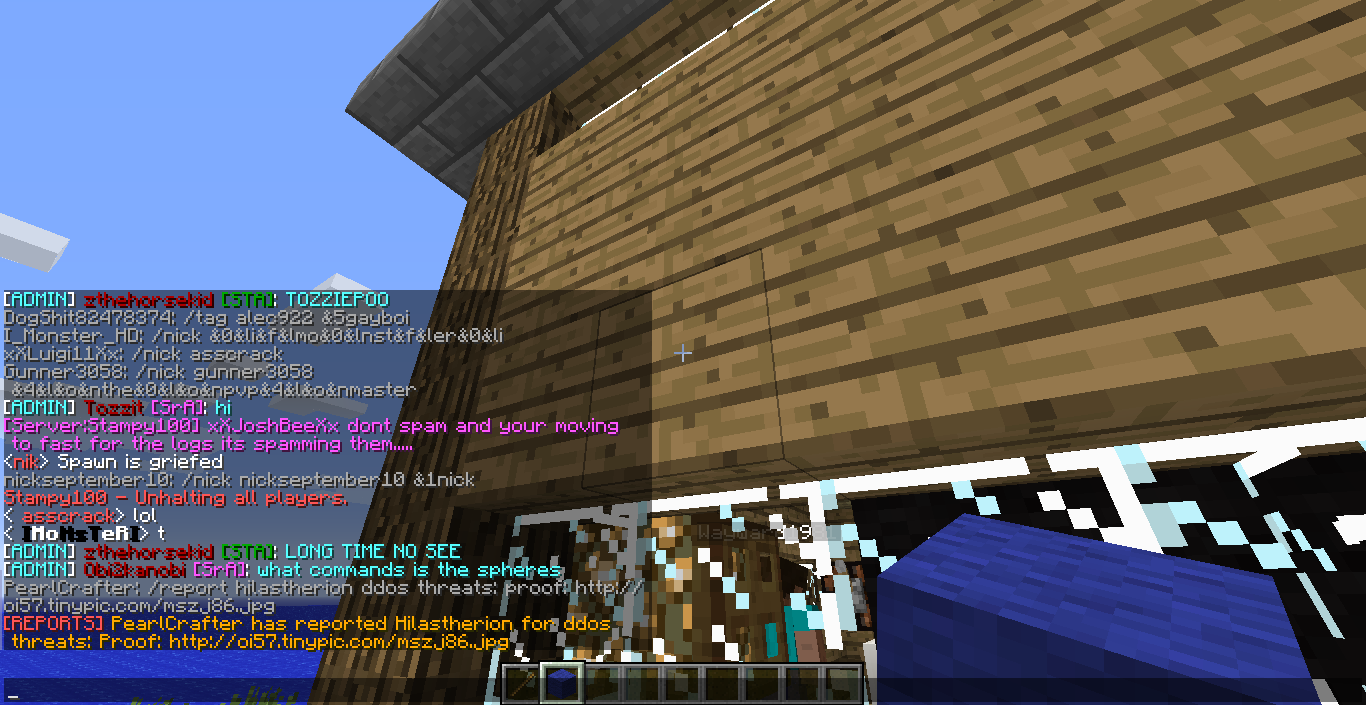 [ADMIN] zthehorsekid [STA]: TOZZIEPOO
DogShit82478374: /tag alec922 &5gayboi
I_Monster_HD: /nick &0&li&f&lmo&0&lnst&f&ler&0&li
xXLuigi11Xx: /nick asscrack
Gunner3058: /nick gunner3058
&4&l&o&nthe&0&l&o&npvp&4&l&o&nmaster
[ADMIN] Tozzit [SrA]: hi
[Server:Stampy100] xXJoshBeeXx dont spam and your moving
to fast for the logs its spamming them.....
<nik> Spawn is griefed
nickseptember10: /nick nickseptember10 &1nick
Stampy100 - Unhalting all players.
< asscrack> lol
< IMoNsTeRI> t
[ADMIN] zthehorsekid [STA]: LONG TIME NO SEE
[ADMIN] Obi2kanobi [SrA]: what commands is the spheres
PearlCrafter: /report hilastherion ddos threats: proof: http://
oi57.tinypic.com/mszj86.jpg
[REPORTS] PearlCrafter has reported Hilastherion for ddos
threats: Proof: http://oi57.tinypic.com/mszj86.jpg
_